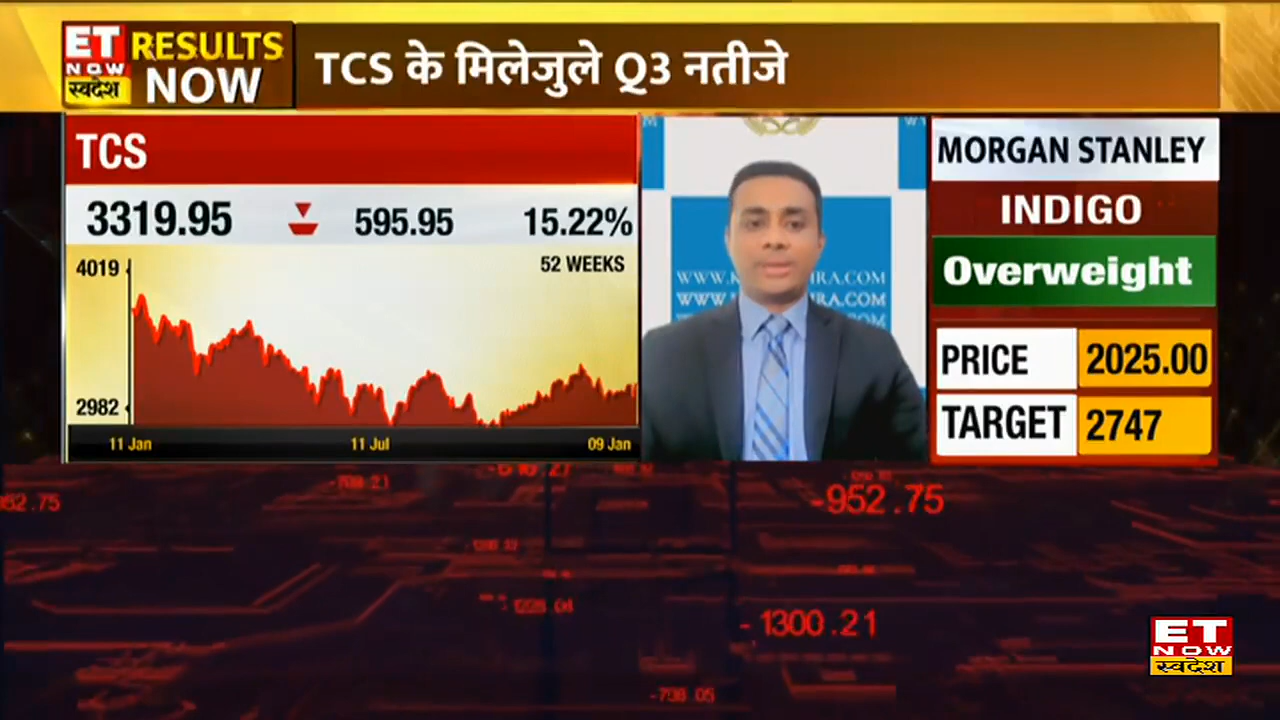 ET
NOW
स्वदेश
RESULTS
NOW
TCS के मिलेजुले Q3 नतीजे
TCS
3319.95 595.95 15.22%
52 WEEKS
4019
2982
11 Jan 11 Jul 09 Jan
MORGAN STANLEY
INDIGO
Overweight
PRICE 2025.00
TARGET 2747
-952.75
- 1300.21
ET
NOW
स्वदेश